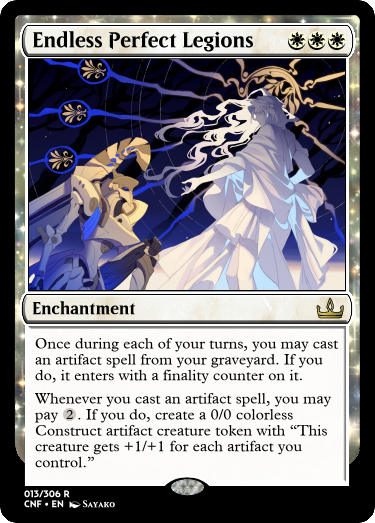 Endless Perfect Legions
Enchantment
Once during each of your turns, you may cast
an artifact spell from your graveyard. If you
do, it enters with a finality counter on it.
Whenever you cast an artifact spell, you may
pay 2. If you do, create a 0/0 colorless
Construct artifact creature token with “This
creature gets +1/+1 for each artifact you
control.”
013/306 R
CNF • EN Sayako